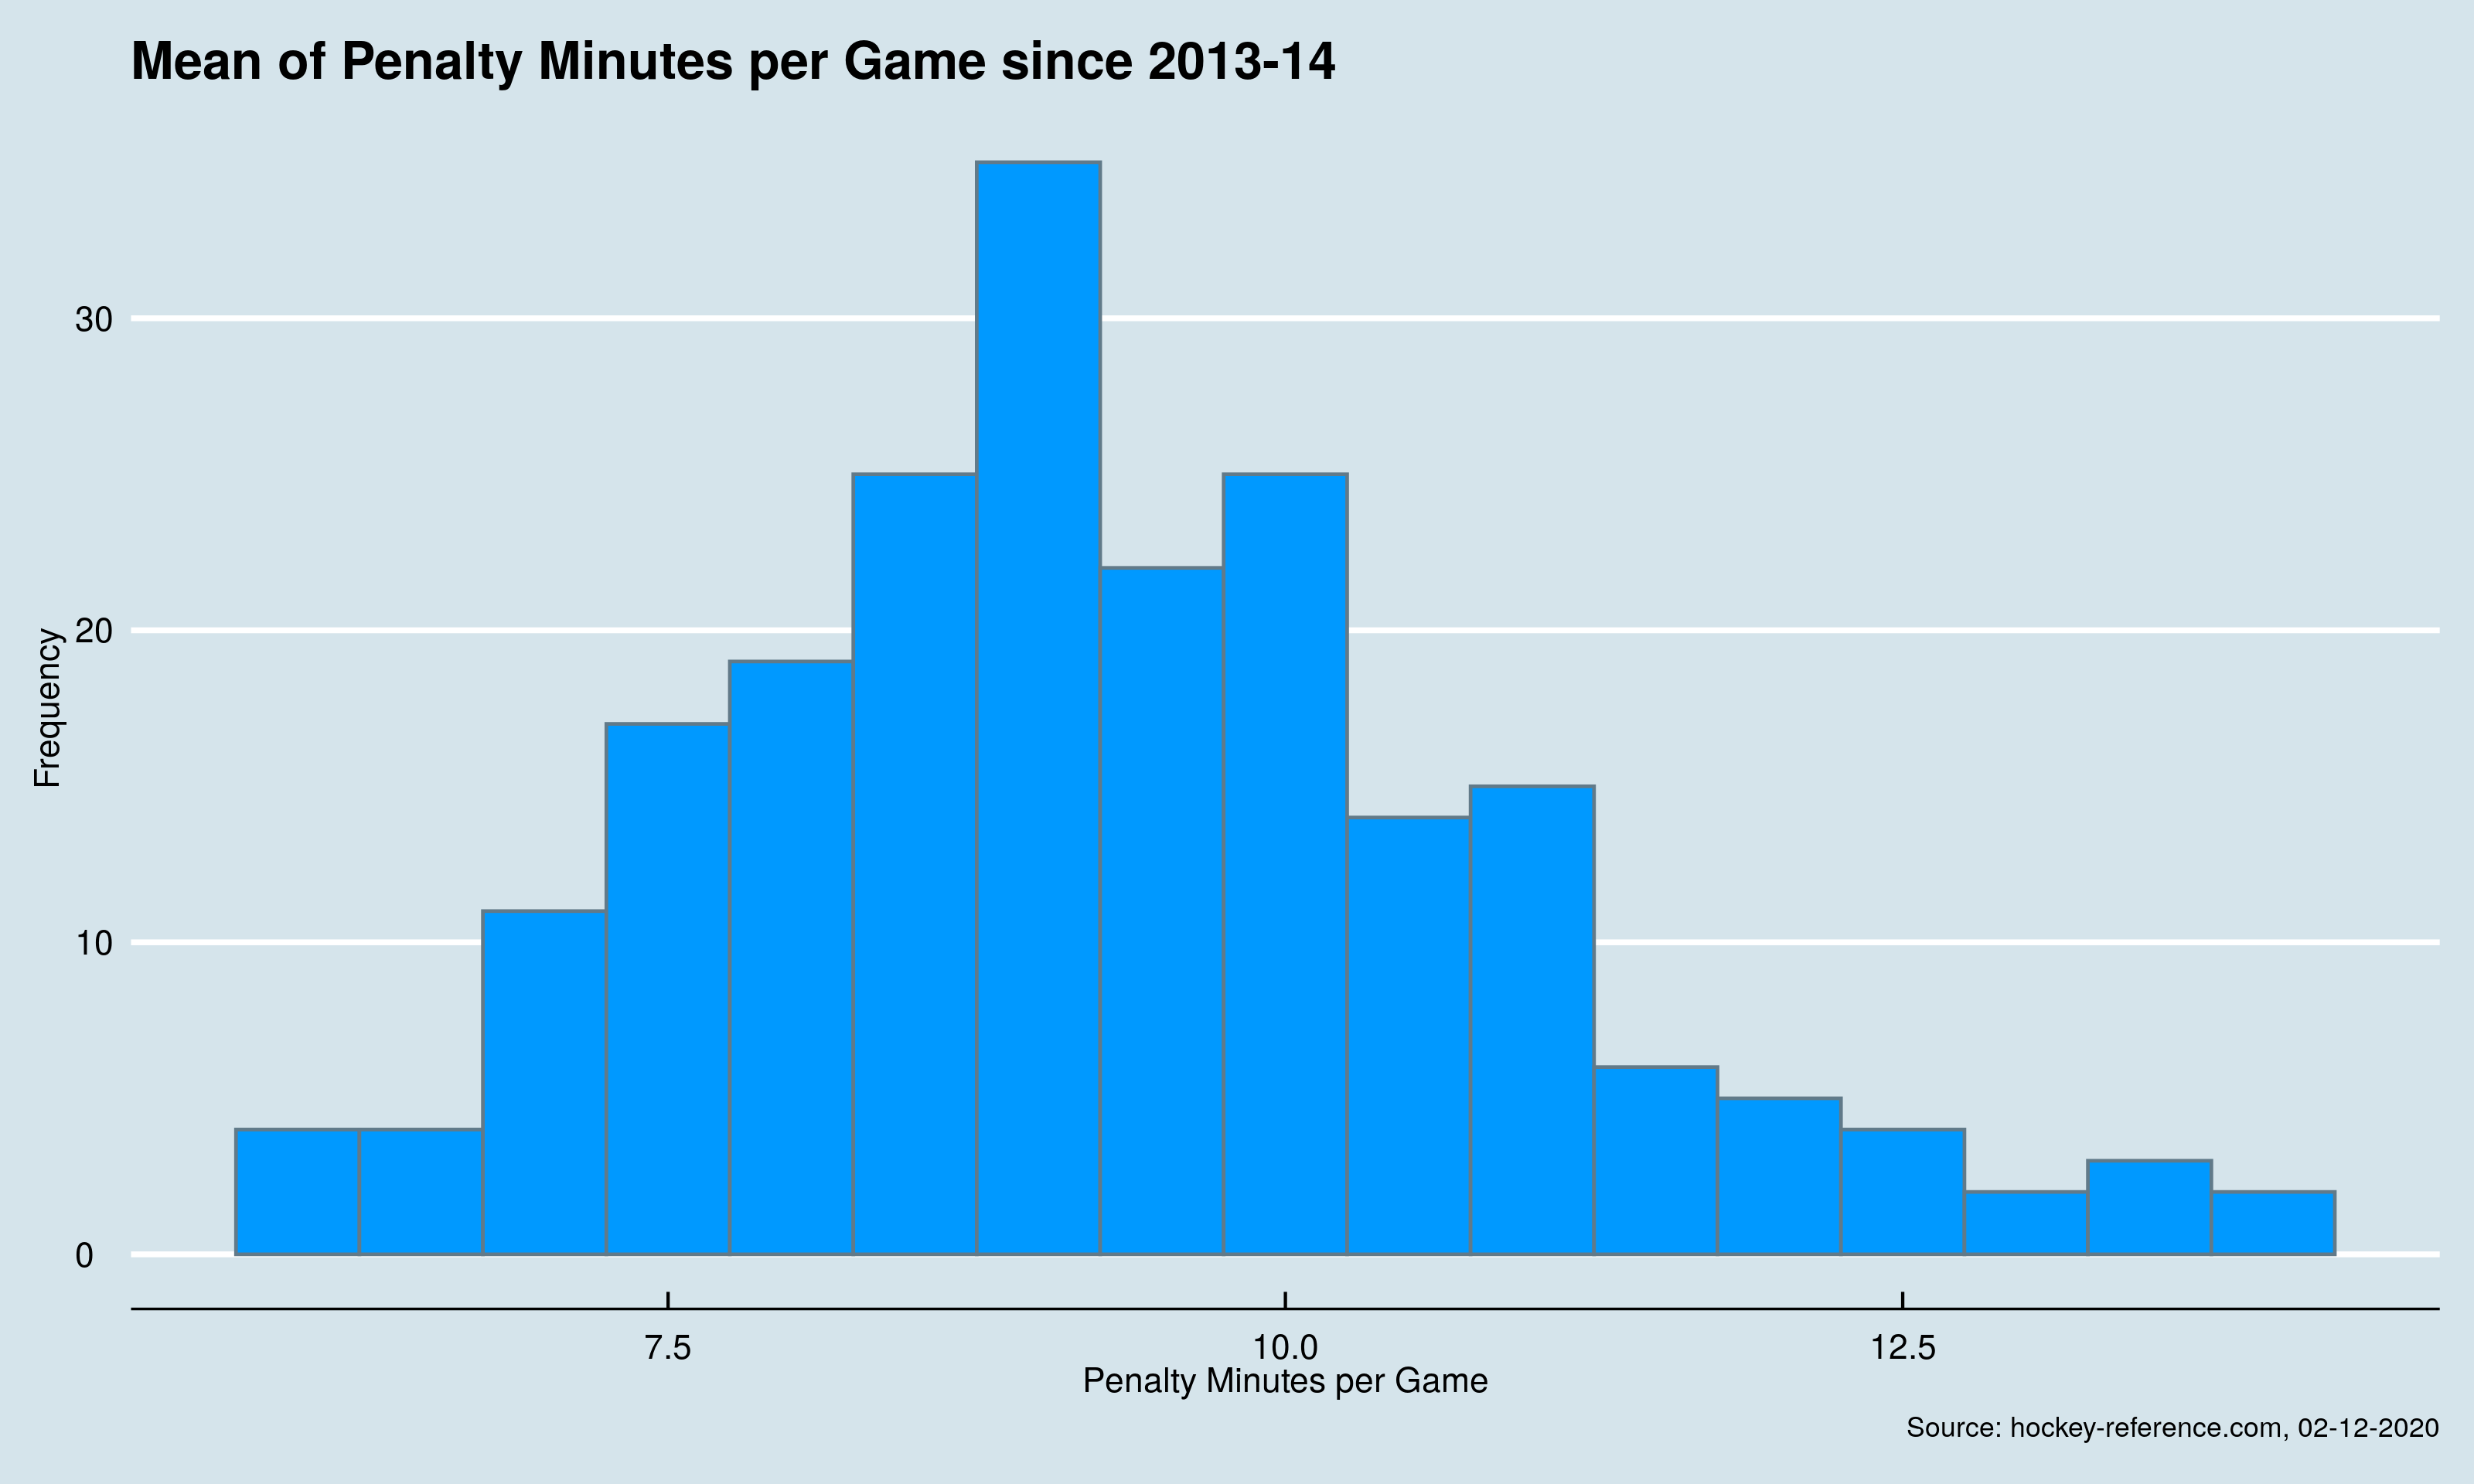 Mean of Penalty Minutes per Game since 2013-14
30
20
10
0
Frequency
7.5 10.0 12.5
Penalty Minutes per Game
Source: hockey-reference.com, 02-12-2020